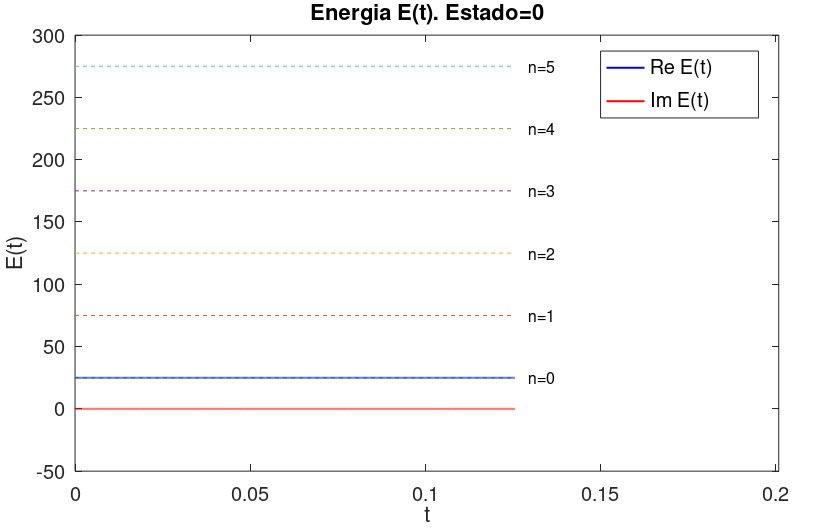 Energia E(t). Estado=0
300
250
200
150
100
50
0
-50
E(t)
n=5
n=4
n=3
n=2
n=1
n=0
Re E(t)
Im E(t)
0
0.05
0.1
0.15
0.2
t